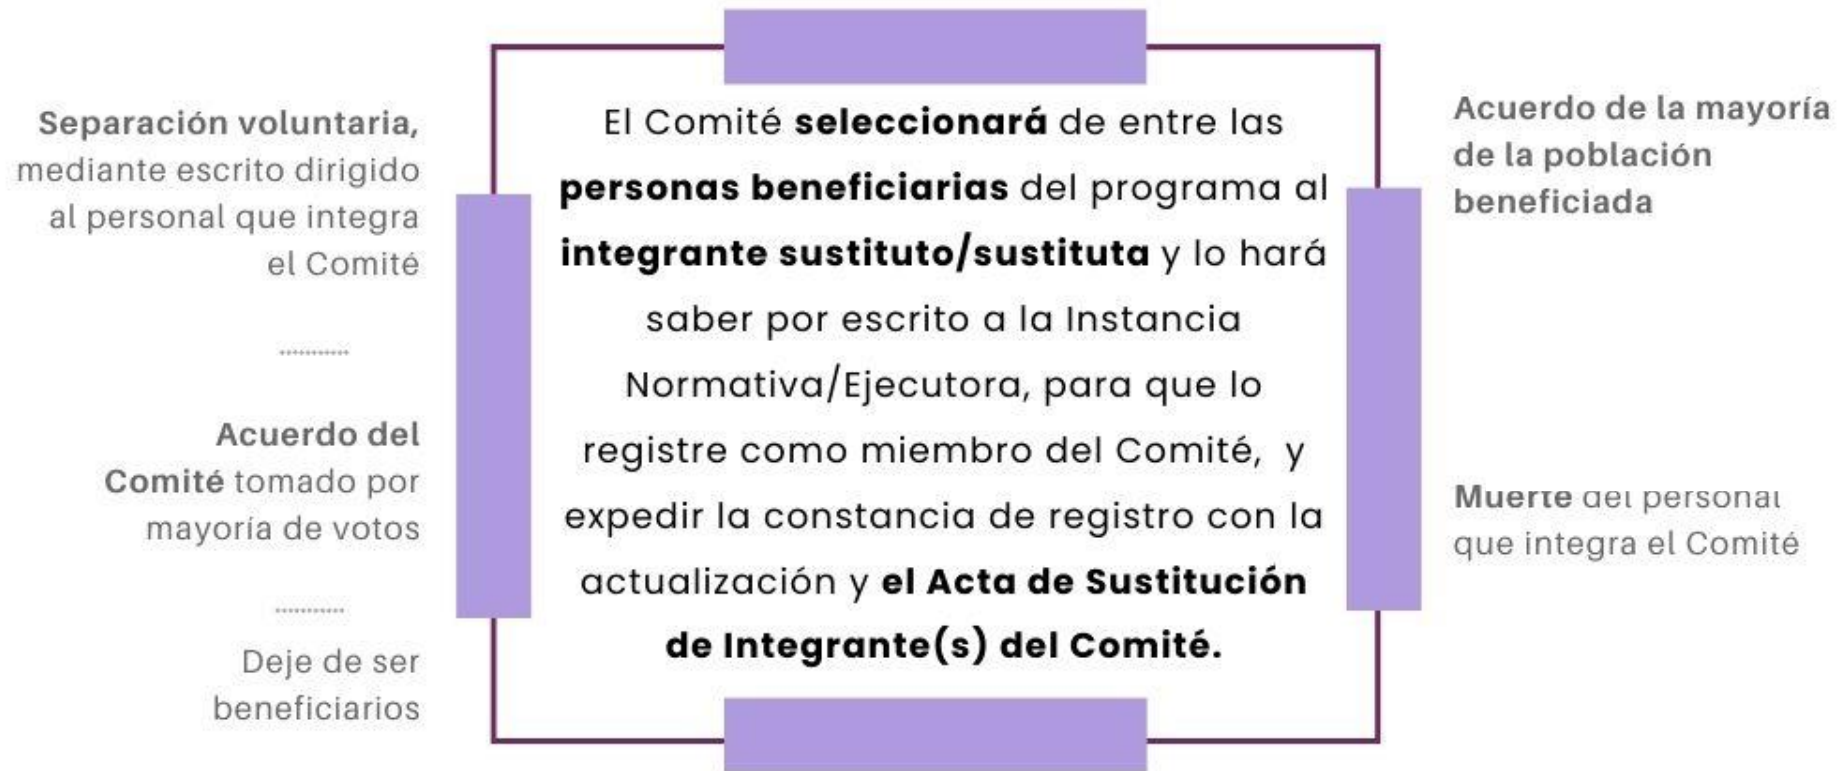 Separación voluntaria,
mediante escrito dirigido
al personal que integra
el Comité
Acuerdo del
Comité tomado por
mayoría de votos
Deje de ser
beneficiarios
El Comité seleccionará de entre las
personas beneficiarias del programa al
integrante sustituto/sustituta y lo hará
saber por escrito a la Instancia
Normativa/Ejecutora, para que lo
registre como miembro del Comité, y
expedir la constancia de registro con la
actualización y el Acta de Sustitución
de Integrante(s) del Comité.
Acuerdo de la mayoría
de la población
beneficiada
Muerte del personal
que integra el Comité